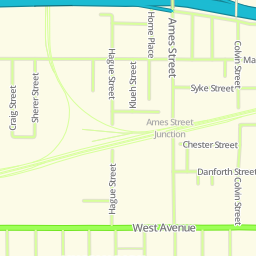 Home Place
Ames Street
Colvin Street
Hague Street
Klueh Street
Ma
Craig Street
Sherer Street
Syke Street
Ames Street
Junction
Chester Street
Danforth Street
Hague Street
Colvin Street
West Avenue